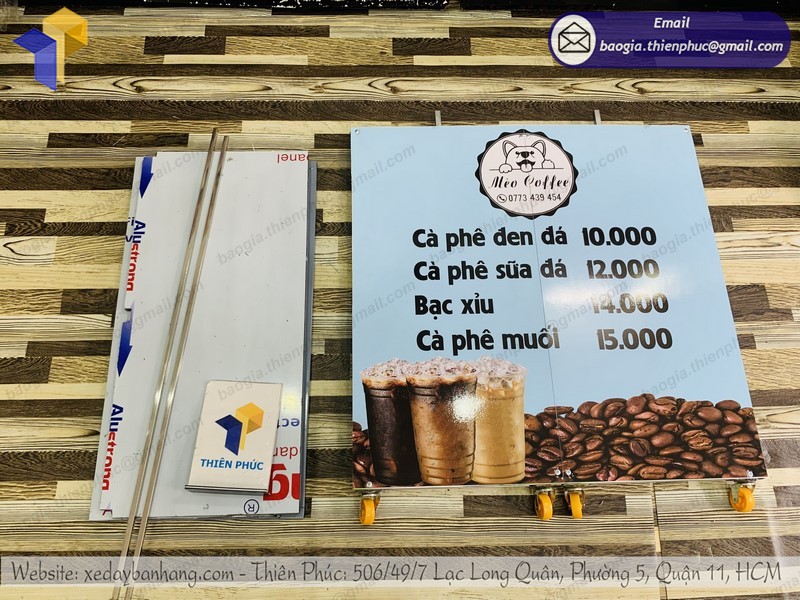 Email
baogia.thienphuc@gmail.com
Mèo Coffee
0773 439 454
Cà phê đen đá 10.000
Cà phê sữa đá 12.000
Bạc xỉu 14.000
Cà phê muối 15.000
panel
Alustrong
Alustrong
THIÊN PHÚC
®
Website: xedaybanhang.com - Thiên Phúc: 506/49/7 Lạc Long Quân, Phường 5, Quận 11, HCM